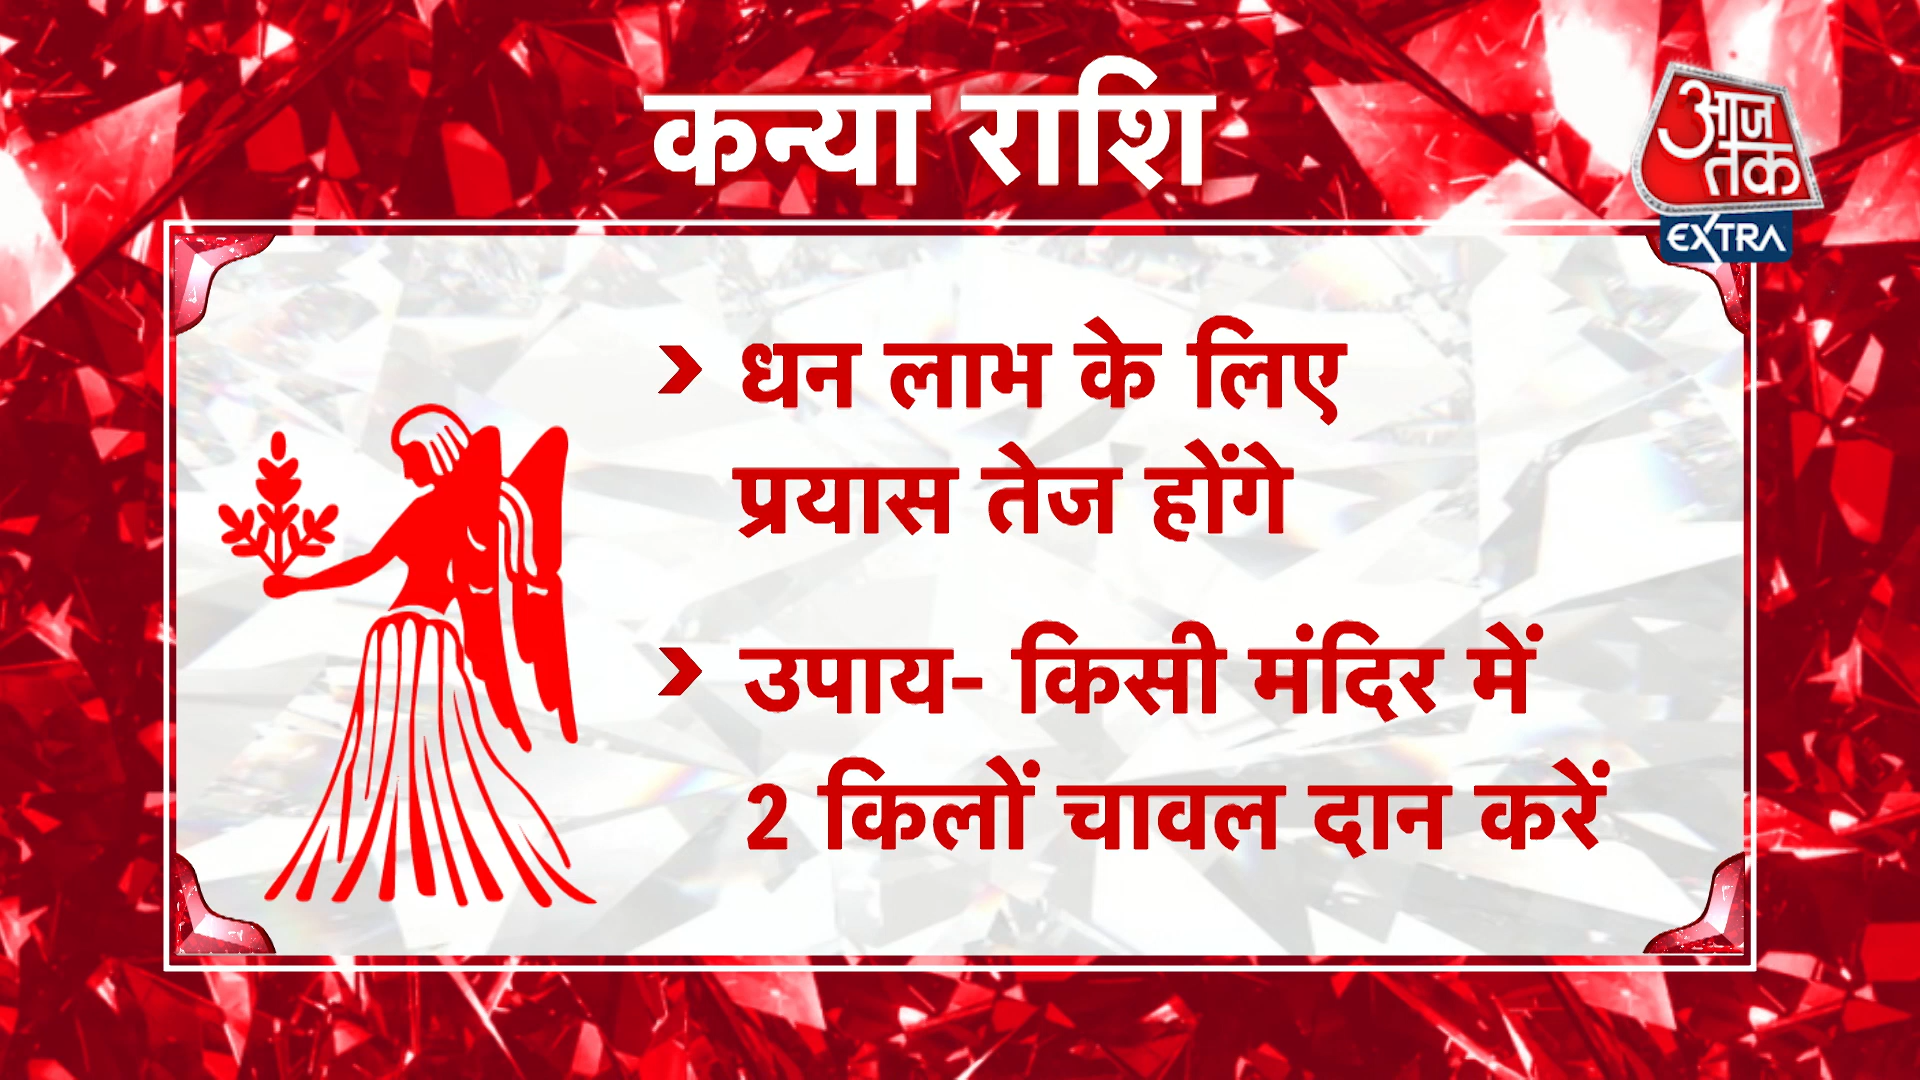 कन्या राशि
आज
तक
EXTRA
> धन लाभ के लिए
प्रयास तेज होंगे
> उपाय- किसी मंदिर में
2 किलों चावल दान करें